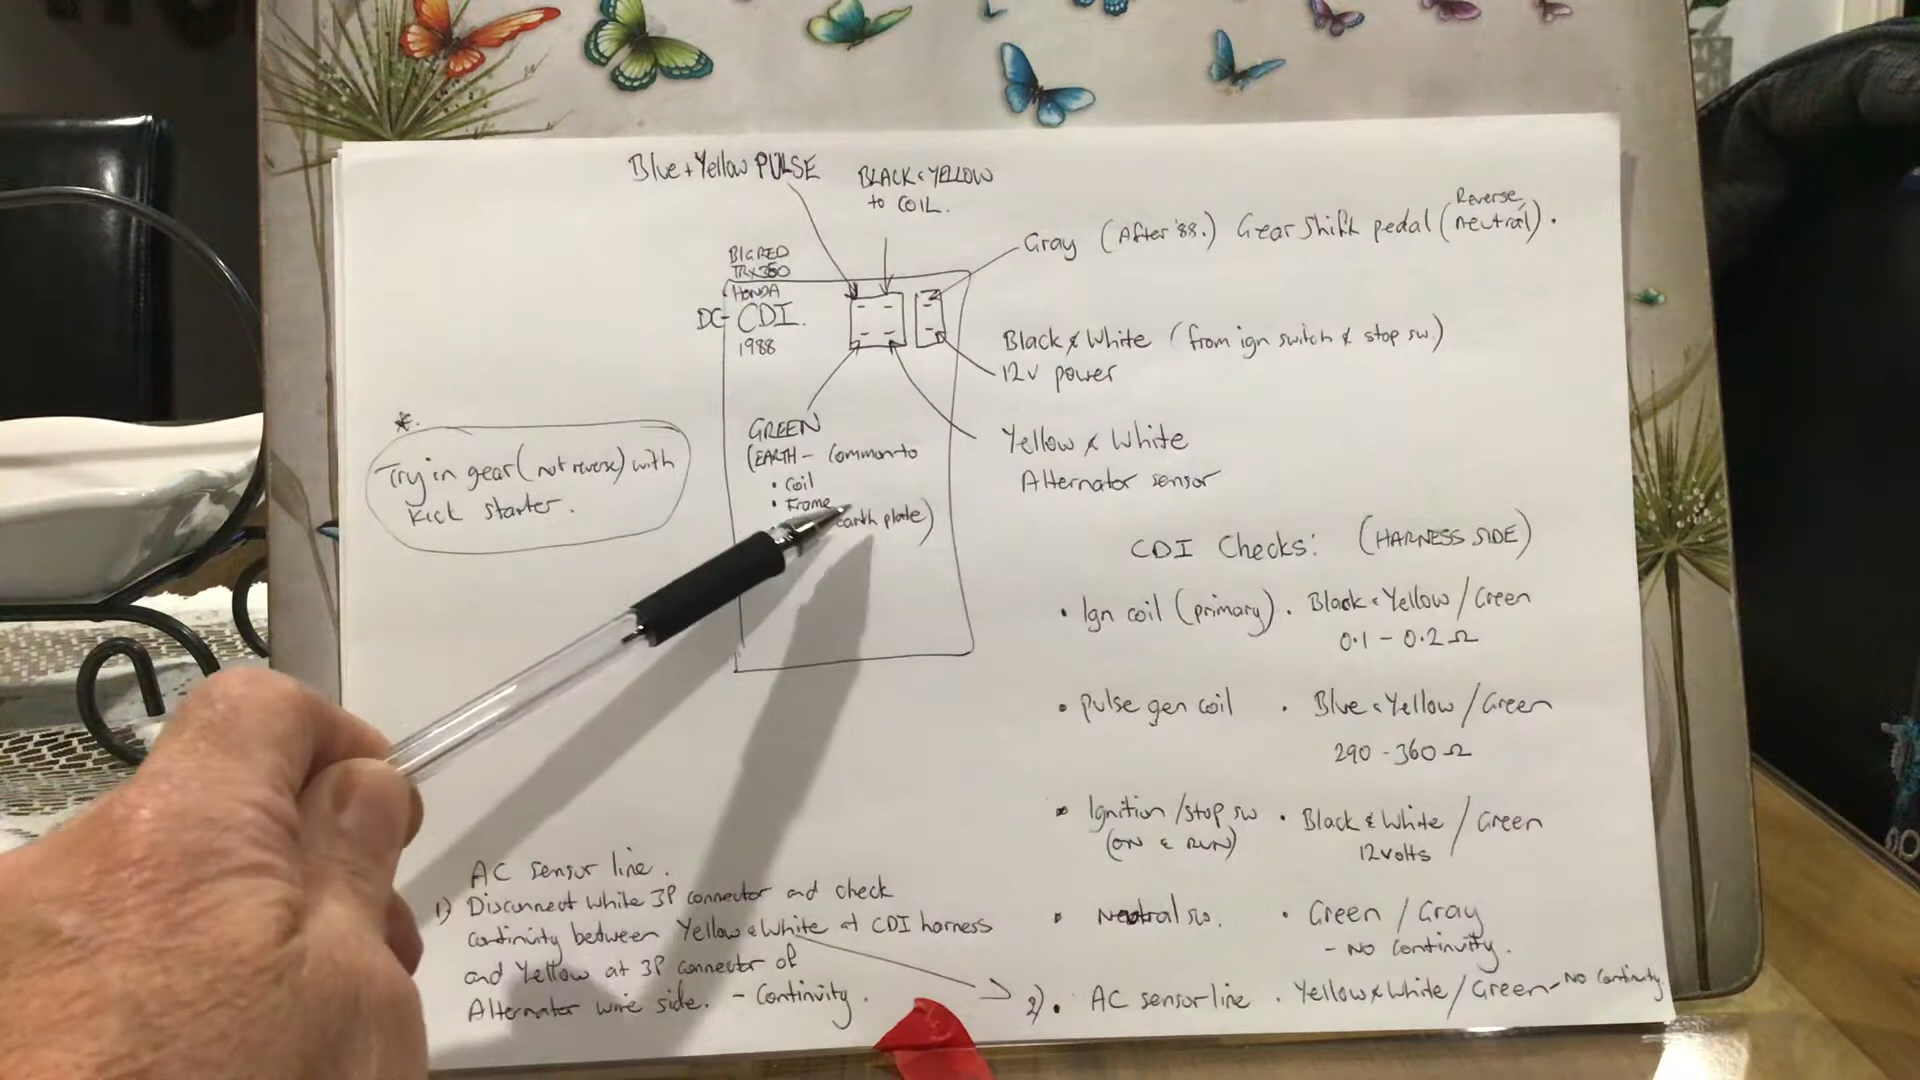 Blue + Yellow PULSE
BLACK & YELLOW
to COIL.
Reverse
Gray (After '88.) Gear Shift pedal (neutral).
BIG RED
TRX350
HONDA
DC- CDI.
1988
Black & White (from ign switch & stop sw.)
12v power
GREEN
(EARTH - Common to
• Coil
• Frame
earth plate)
Yellow & White
Alternator sensor
*.
Try in gear (not reverse) with
Kick starter.
CDI Checks: (HARNESS SIDE)
• Ign coil (primary). Black & Yellow / Green
0.1 - 0.2 Ω
• Pulse gen coil • Blue & Yellow / Green
290 - 360 Ω
• Ignition / stop sw • Black & White / Green
(ON & RUN) 12 volts
• Neutral sw. • Green / Gray
- NO Continuity.
2). • AC sensor line • Yellow & White / Green - NO Continuity.
AC sensor line.
1) Disconnect white 3P connector and check
continuity between Yellow & White at CDI harness
and Yellow at 3P connector of
Alternator wire side. - Continuity.